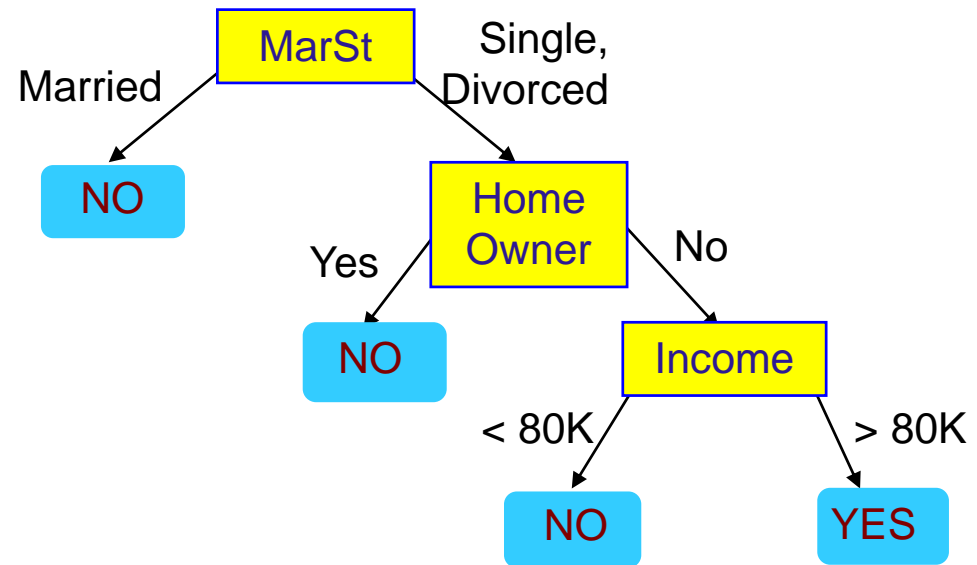 MarSt
Single,
Divorced
Married
NO
Home
Owner
Yes
No
NO
Income
< 80K
> 80K
NO
YES